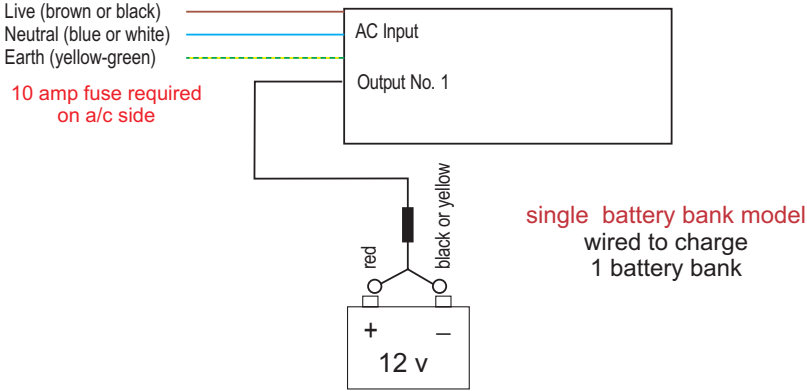 Live (brown or black)
Neutral (blue or white)
Earth (yellow-green)
10 amp fuse required
on a/c side
AC Input
Output No. 1
red
black or yellow
single battery bank model
wired to charge
1 battery bank
+ –
12 v